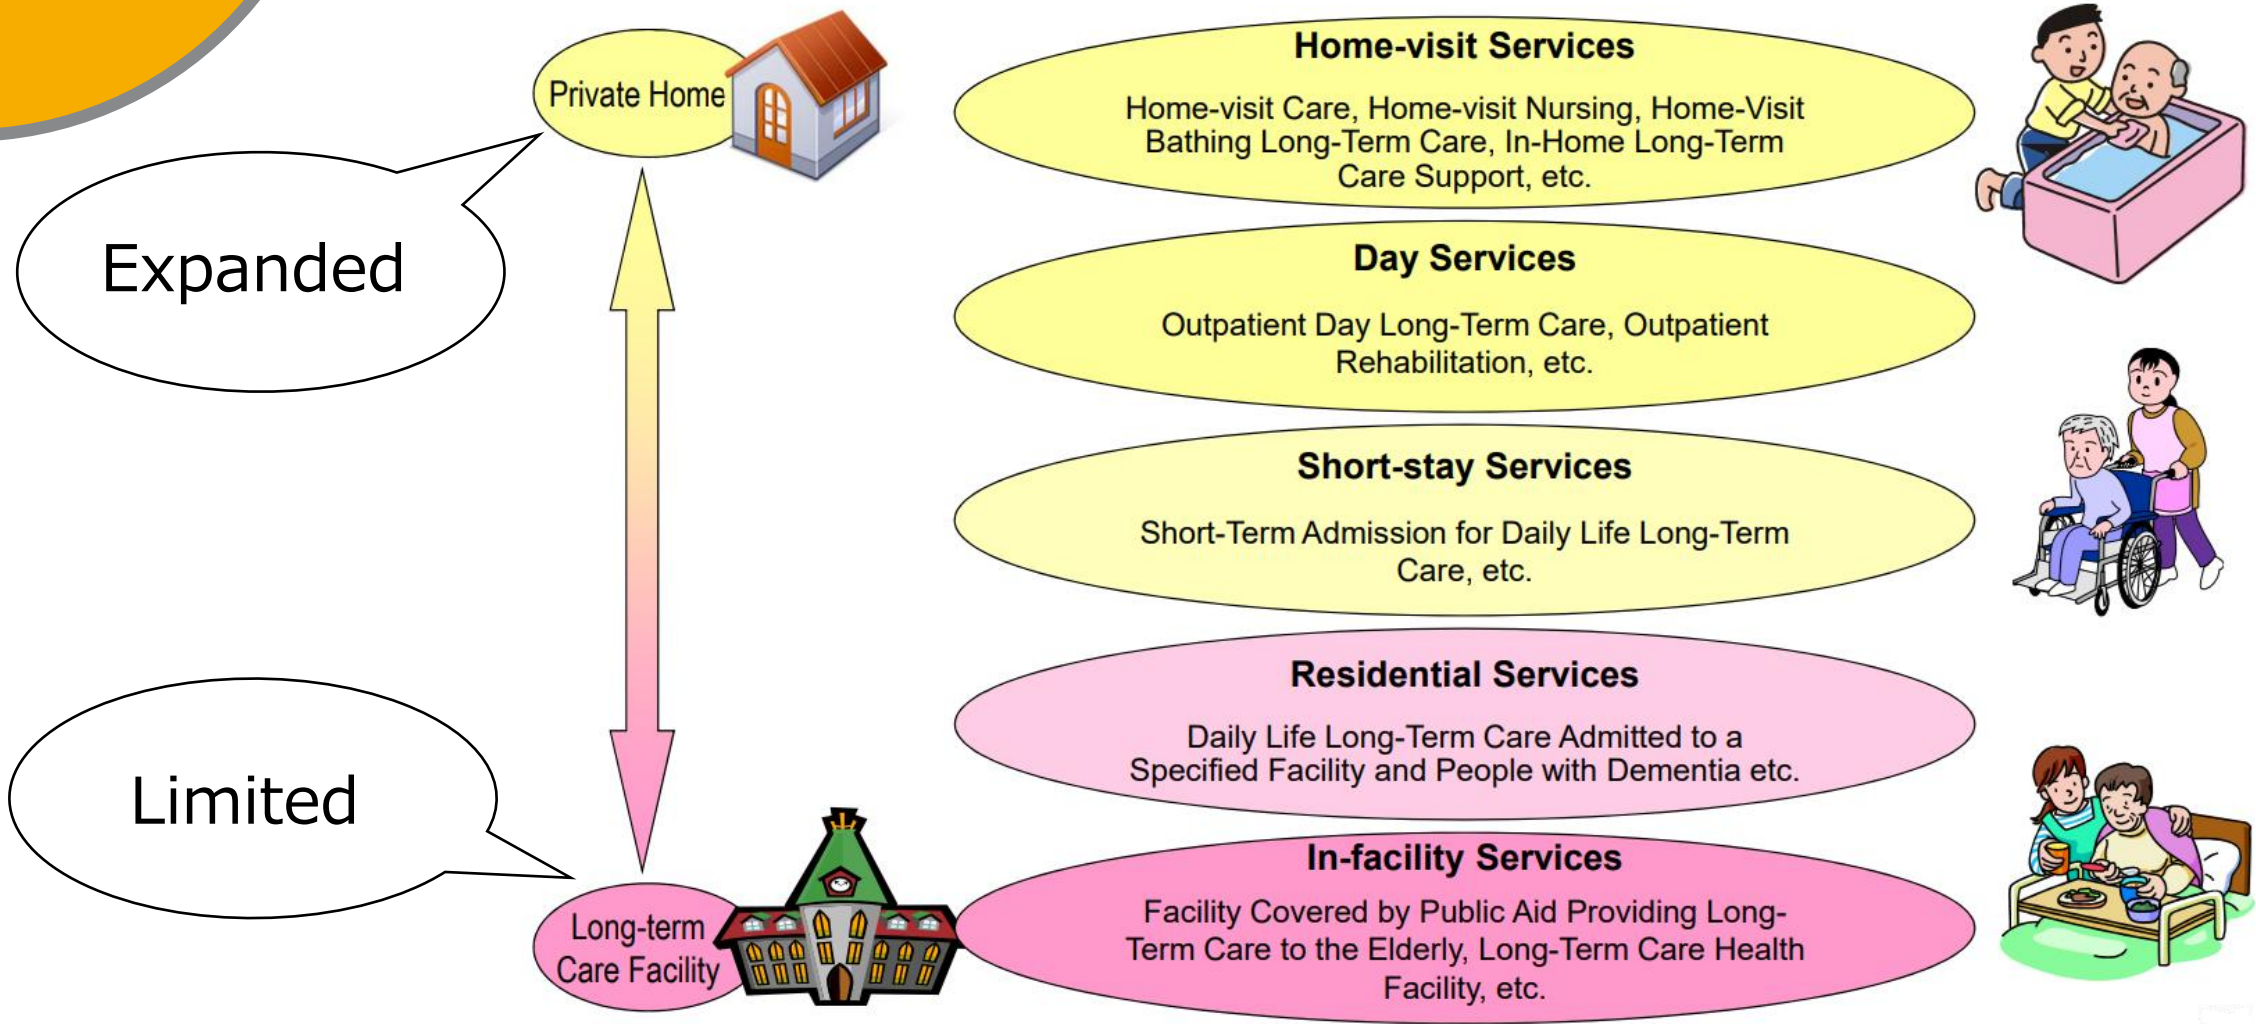 Private Home
Expanded
Limited
Long-term
Care Facility
Home-visit Services
Home-visit Care, Home-visit Nursing, Home-Visit
Bathing Long-Term Care, In-Home Long-Term
Care Support, etc.
Day Services
Outpatient Day Long-Term Care, Outpatient
Rehabilitation, etc.
Short-stay Services
Short-Term Admission for Daily Life Long-Term
Care, etc.
Residential Services
Daily Life Long-Term Care Admitted to a
Specified Facility and People with Dementia etc.
In-facility Services
Facility Covered by Public Aid Providing Long-
Term Care to the Elderly, Long-Term Care Health
Facility, etc.